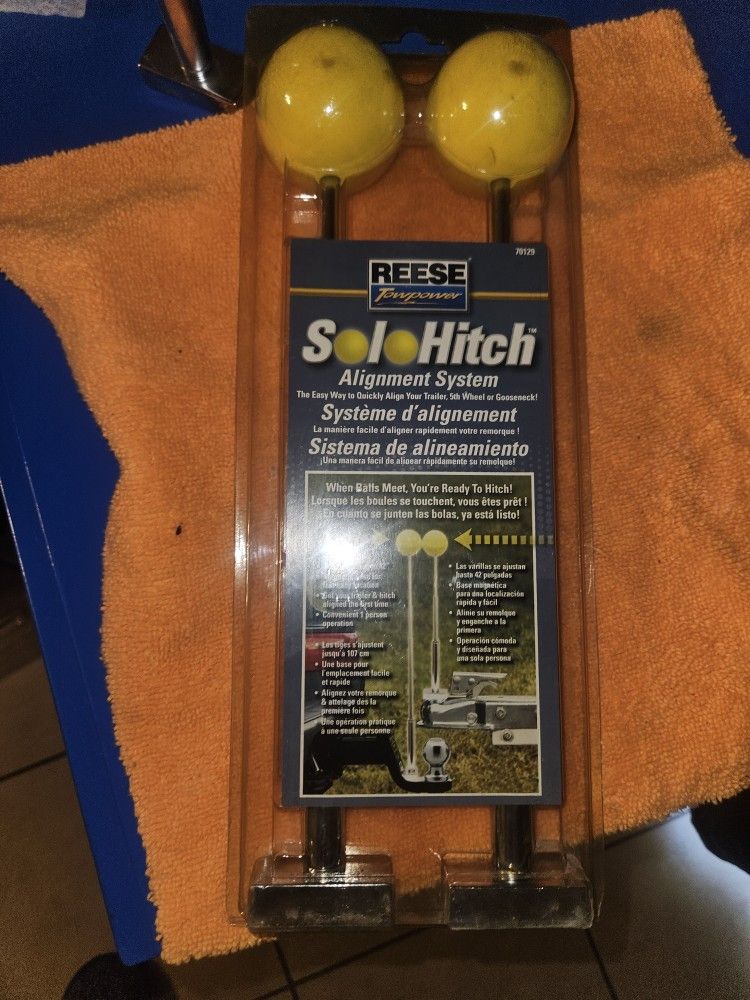 70129
REESE
Towpower
SoloHitch™
Alignment System
The Easy Way to Quickly Align Your Trailer, 5th Wheel or Gooseneck!
Système d'alignement
La manière facile d'aligner rapidement votre remorque !
Sistema de alineamiento
¡Una manera fácil de alinear rápidamente su remolque!
When Balls Meet, You're Ready To Hitch!
Lorsque les boules se touchent, vous êtes prêt !
En cuanto se junten las bolas, ya está listo!
location
• your trailer & hitch
aligned the first time
• Convenient 1 person
operation
• Les tiges s'ajustent
jusqu'à 107 cm
• Une base pour
l'emplacement facile
et rapide
• Alignez votre remorque
& attelage dès la
première fois
• Une opération pratique
à une seule personne
• Las varillas se ajustan
hasta 42 pulgadas
• Base magnética
para una localización
rápida y fácil
• Alinie su remolque
y enganche a la
primera
• Operación cómoda
y diseñada para
una sola persona